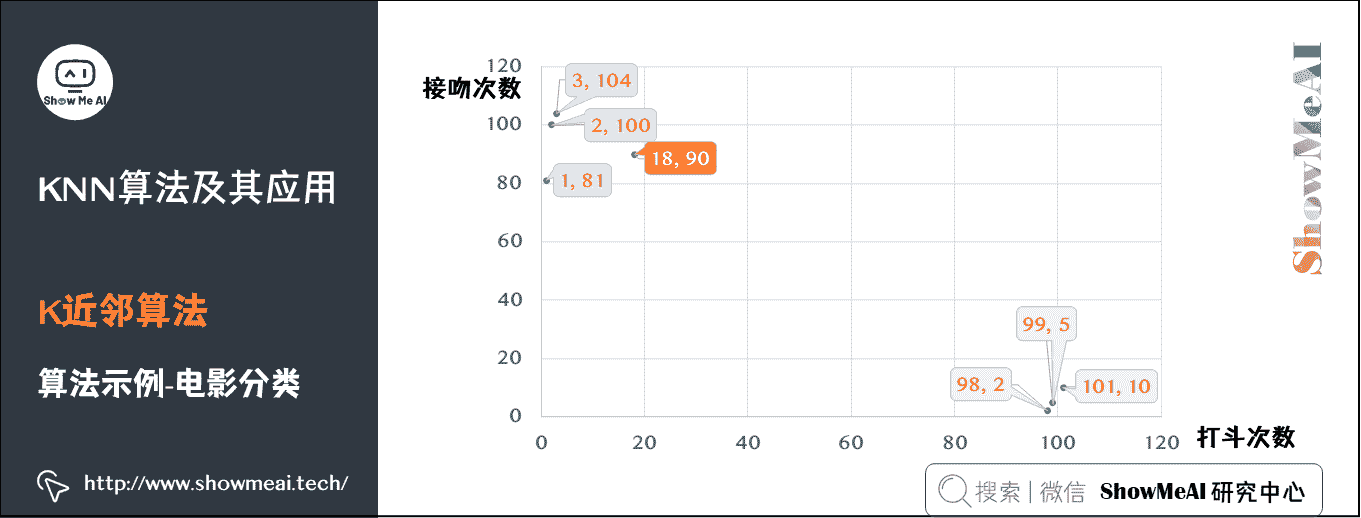 Show Me AI
KNN算法及其应用
K近邻算法
算法示例-电影分类
http://www.showmeai.tech/
接吻次数
120
100
80
60
40
20
0
3, 104
2, 100
18, 90
1, 81
99, 5
98, 2
101, 10
0 20 40 60 80 100 120
打斗次数
ShowMeAI
搜索 | 微信 ShowMeAI 研究中心